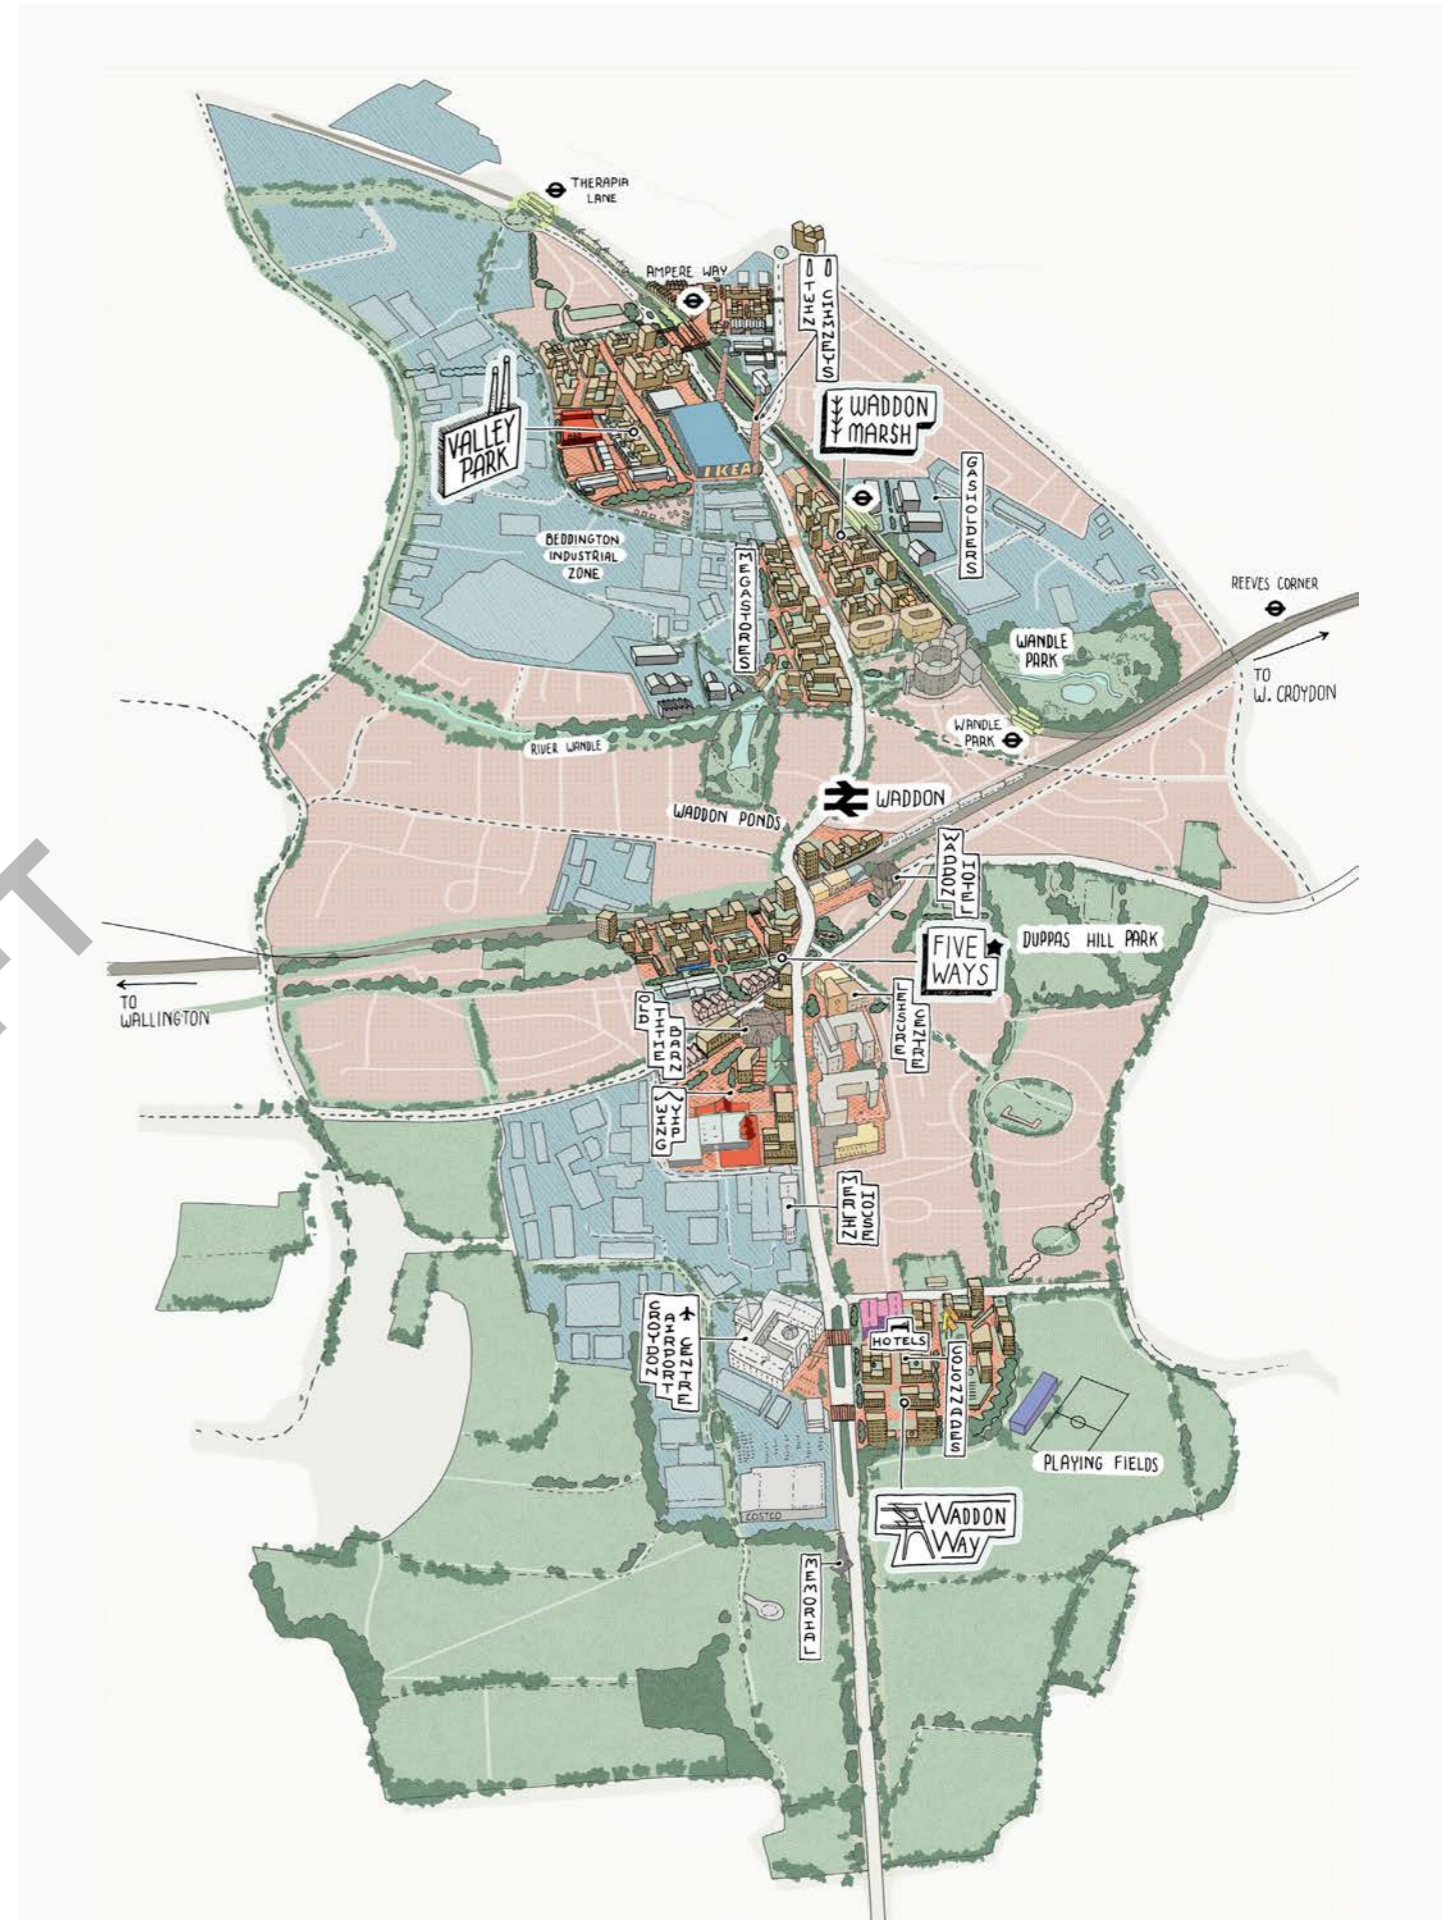 THERAPIA
LANE
AMPERE WAY
TWIN
CHIMNEYS
WADDON
MARSH
VALLEY
PARK
IKEA
GASHOLDERS
BEDDINGTON
INDUSTRIAL
ZONE
MEGASTORES
REEVES CORNER
WANDLE
PARK
TO
W. CROYDON
WANDLE
PARK
RIVER WANDLE
WADDON
WADDON PONDS
WADDON
HOTEL
FIVE
WAYS
DUPPAS HILL PARK
TO
WALLINGTON
OLD
TITHE
BARN
LEISURE
CENTRE
WING
YIP
MERLIN
HOUSE
CROYDON
AIRPORT
CENTRE
HOTELS
COLONNADES
PLAYING FIELDS
COSTCO
WADDON
WAY
MEMORIAL